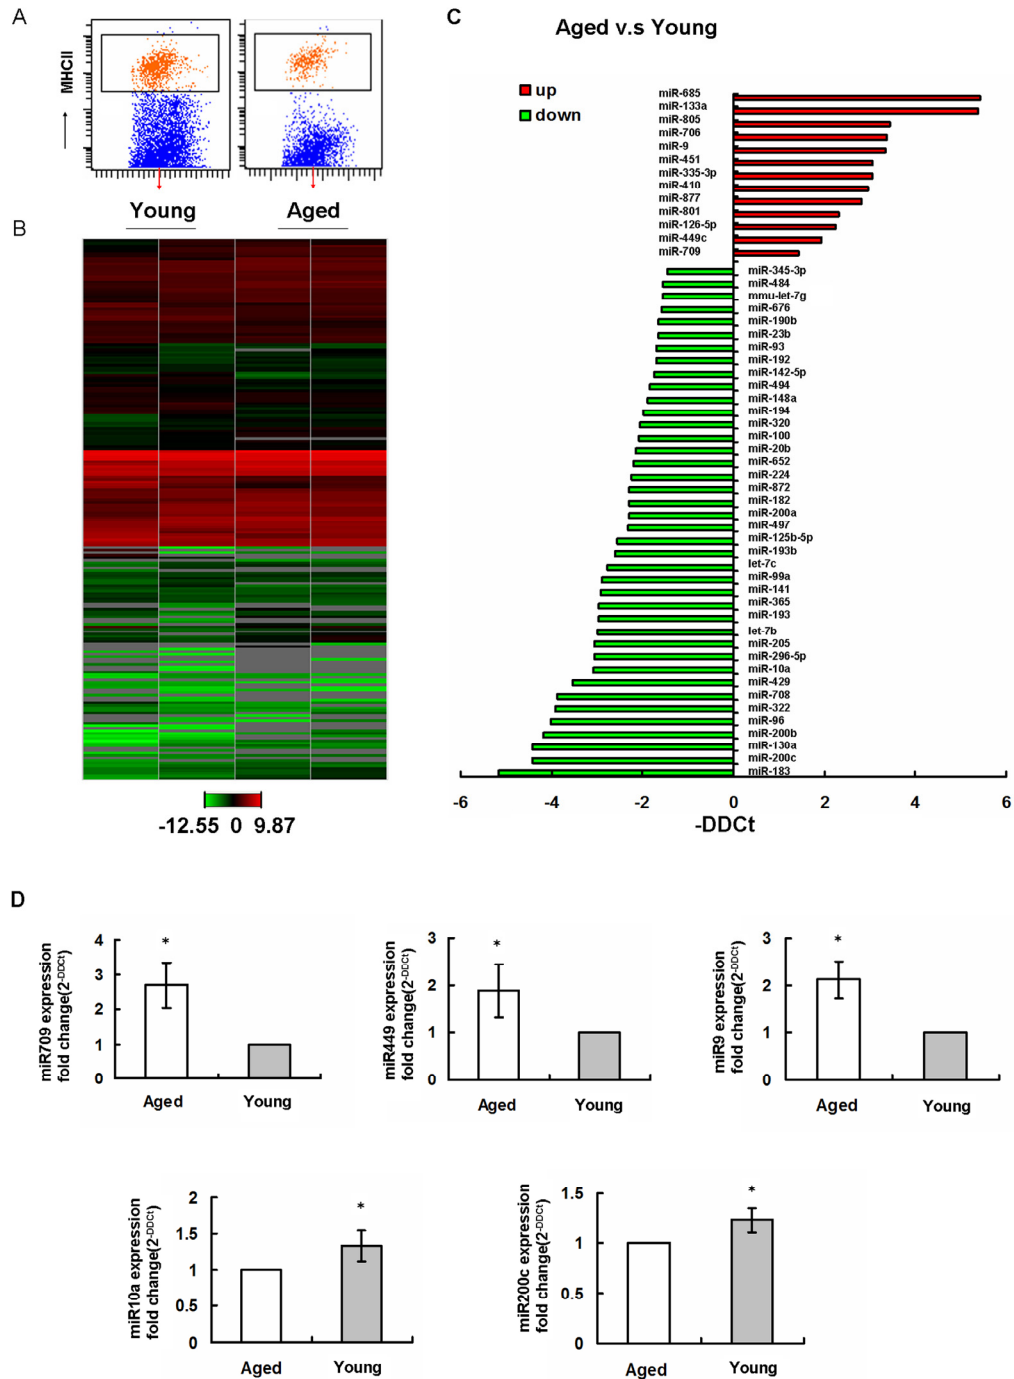 A
MHCII
Young
Aged
B
-12.55 0 9.87
C
Aged v.s Young
up
down
miR-685
miR-133a
miR-805
miR-706
miR-9
miR-451
miR-335-3p
miR-410
miR-877
miR-801
miR-126-5p
miR-449c
miR-709
miR-345-3p
miR-484
mmu-let-7g
miR-676
miR-190b
miR-23b
miR-93
miR-192
miR-142-5p
miR-494
miR-148a
miR-194
miR-320
miR-100
miR-20b
miR-652
miR-224
miR-872
miR-182
miR-200a
miR-497
miR-125b-5p
miR-193b
let-7c
miR-99a
miR-141
miR-365
miR-193
let-7b
miR-205
miR-296-5p
miR-10a
miR-429
miR-708
miR-322
miR-96
miR-200b
miR-130a
miR-200c
miR-183
-6 -4 -2 0 2 4 6
-DDCt
D
miR709 expression
fold change(2-DDCt)
4
3
2
1
0
*
Aged Young
miR449 expression
fold change(2-DDCt)
3
2
1
0
*
Aged Young
miR9 expression
fold change(2-DDCt)
3
2
1
0
*
Aged Young
miR10a expression
fold change(2-DDCt)
2
1.5
1
0.5
0
*
Aged Young
miR200c expression
fold change(2-DDCt)
1.5
1
0.5
0
*
Aged Young